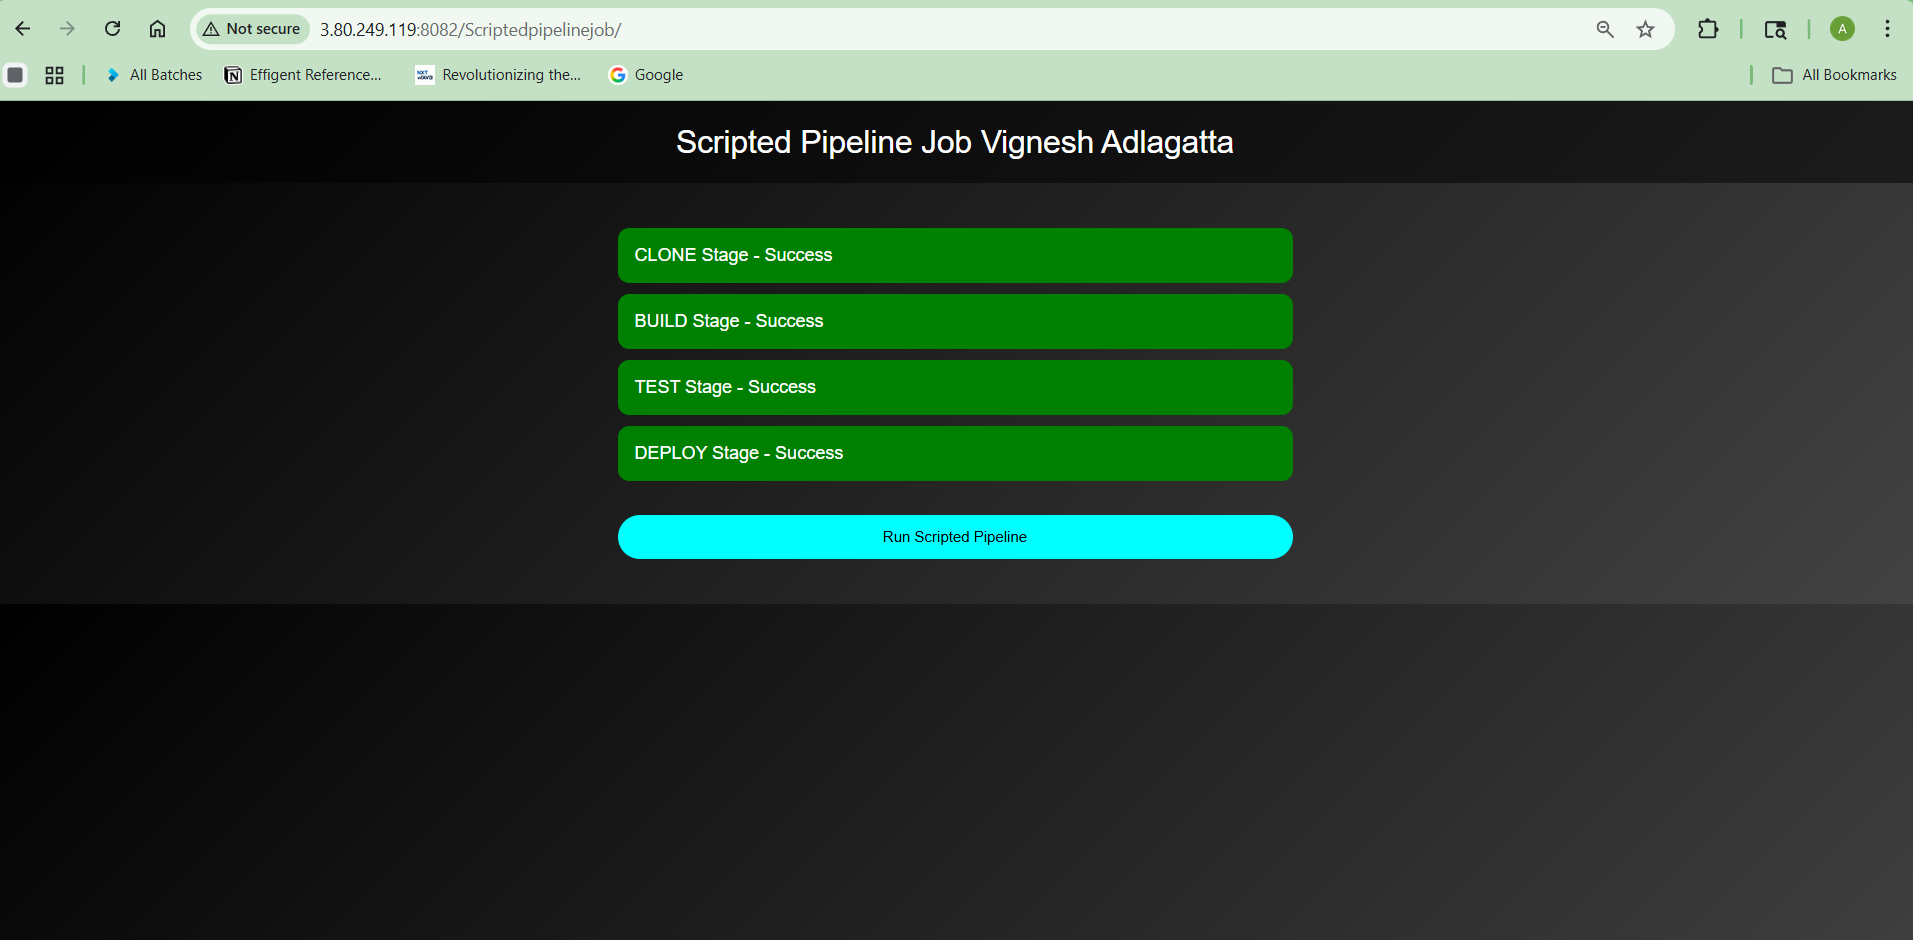 Not secure
3.80.249.119:8082/Scriptedpipelinejob/
A
All Batches
Effigent Reference...
Revolutionizing the...
Google
All Bookmarks
Scripted Pipeline Job Vignesh Adlagatta
CLONE Stage - Success
BUILD Stage - Success
TEST Stage - Success
DEPLOY Stage - Success
Run Scripted Pipeline